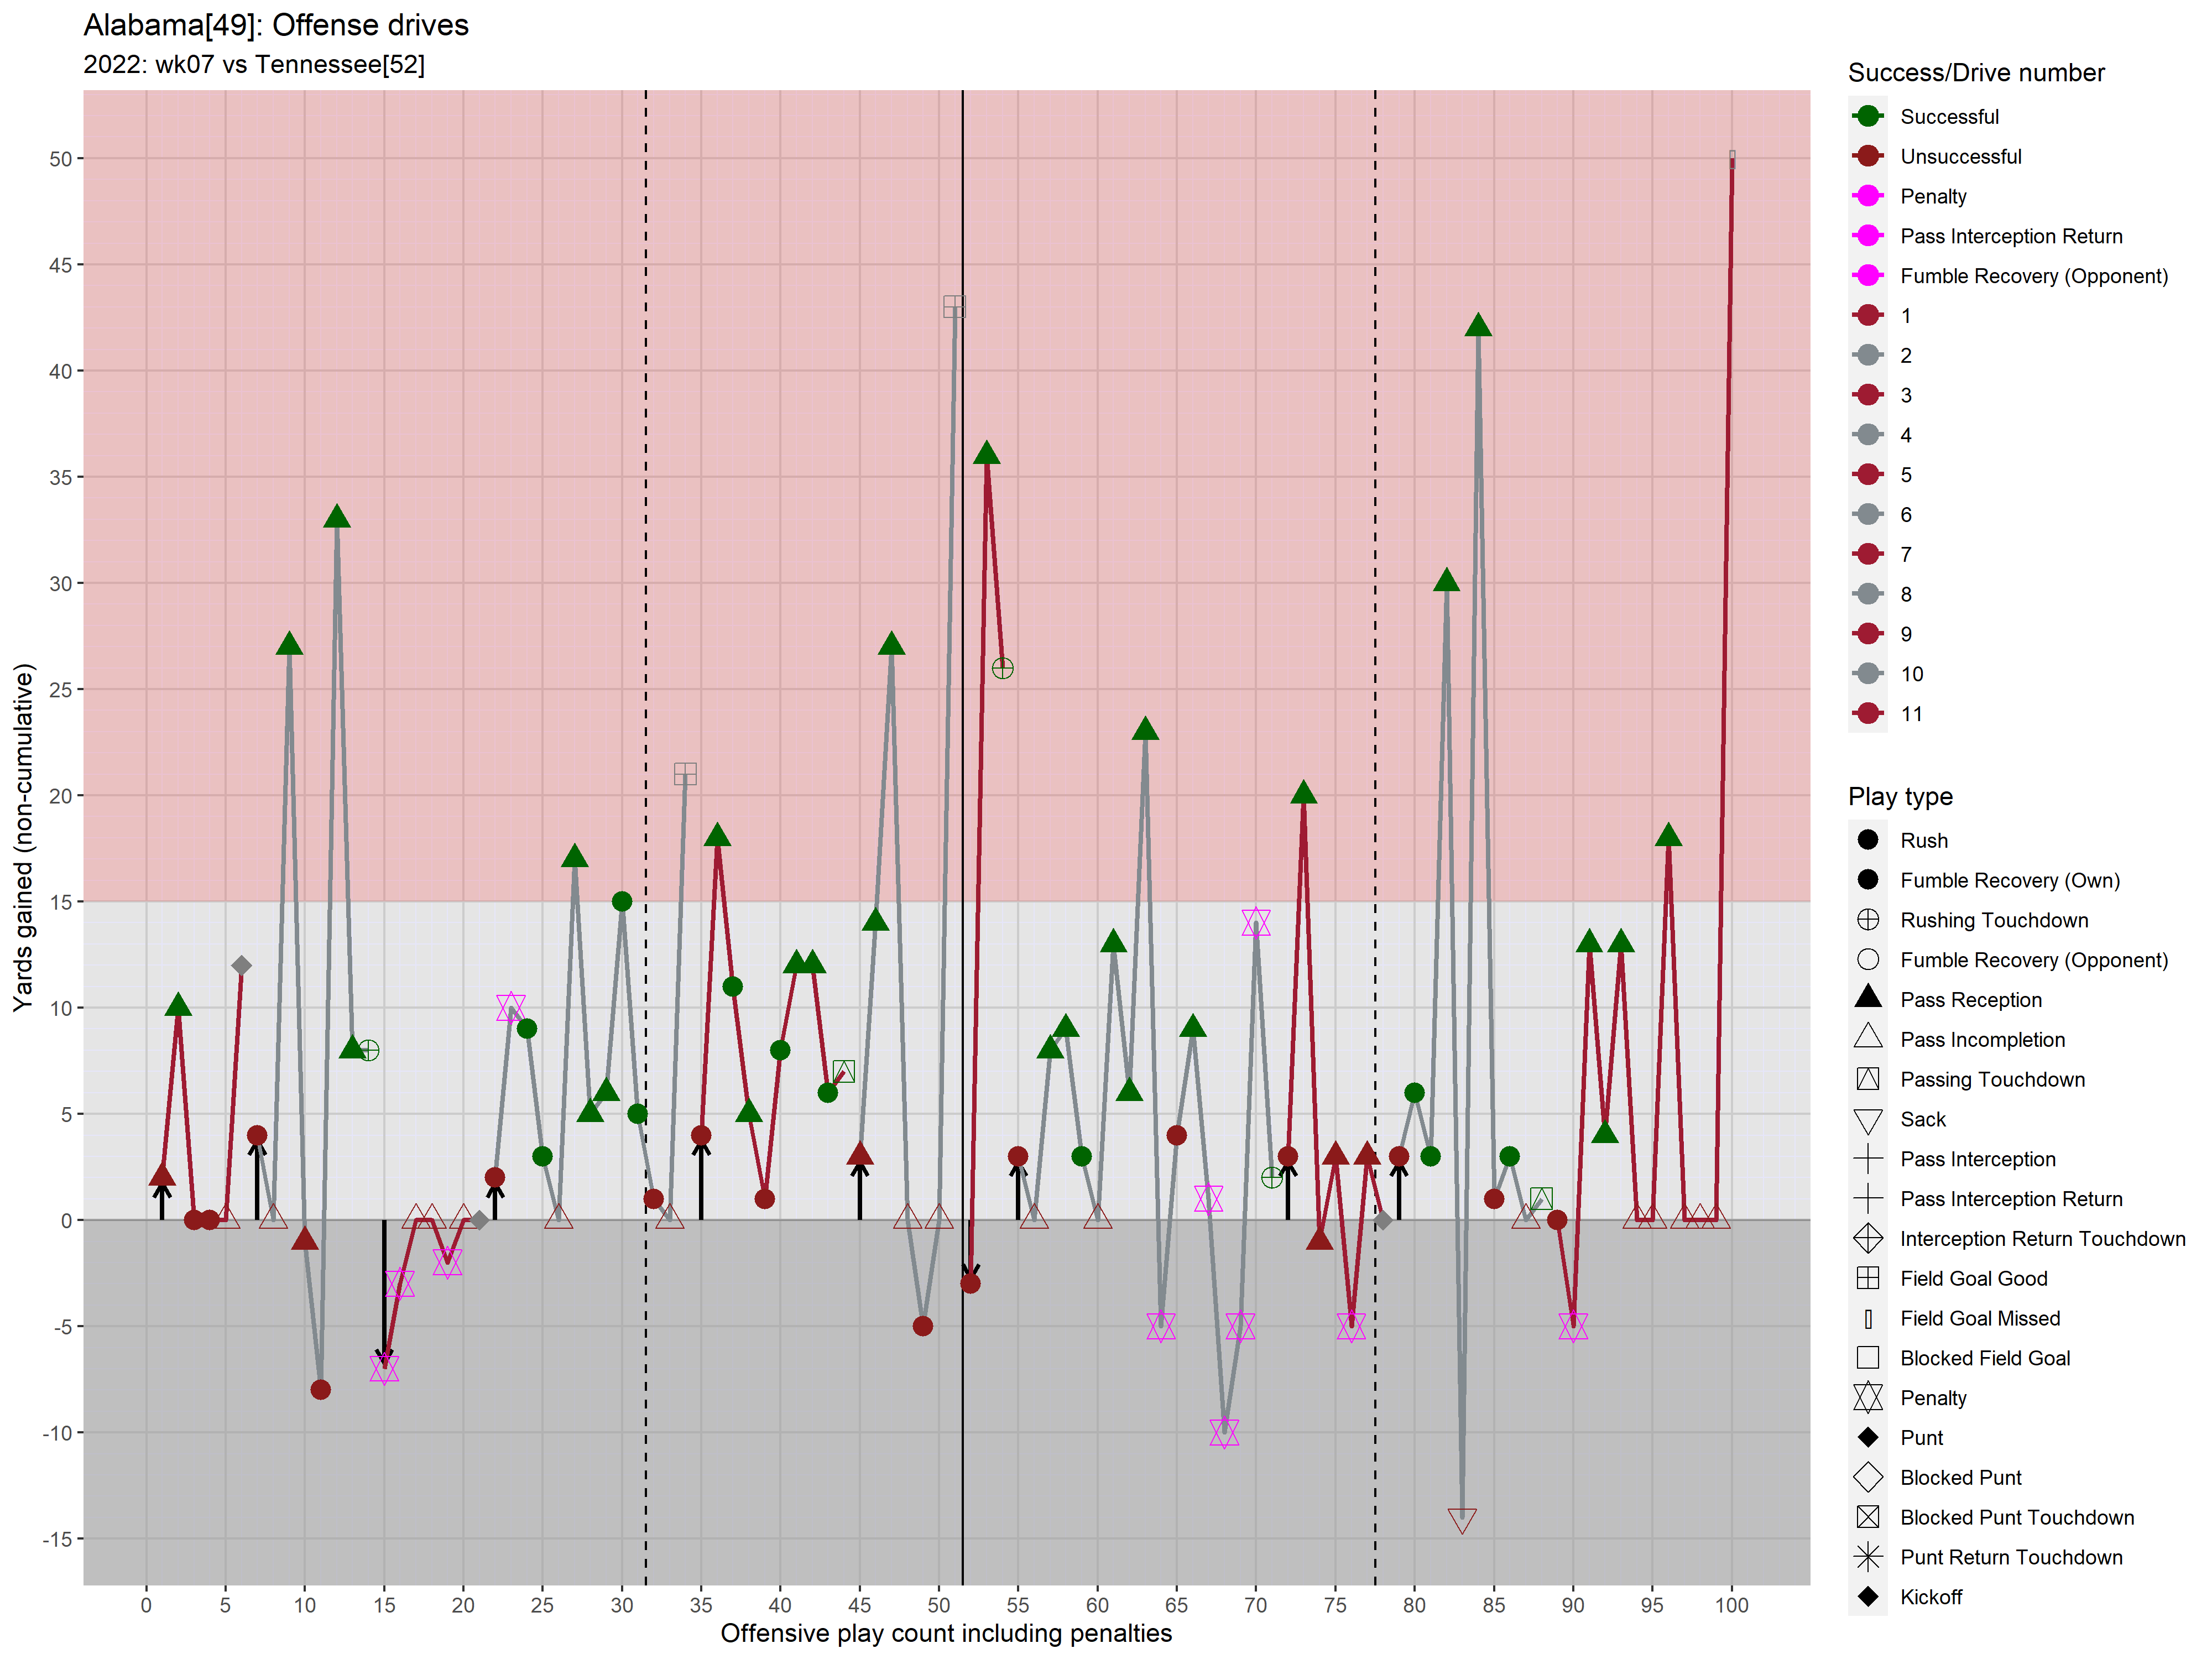 Alabama[49]: Offense drives
2022: wk07 vs Tennessee[52]
Yards gained (non-cumulative)
50
45
40
35
30
25
20
15
10
5
0
-5
-10
-15
0 5 10 15 20 25 30 35 40 45 50 55 60 65 70 75 80 85 90 95 100
Offensive play count including penalties
Success/Drive number
Successful
Unsuccessful
Penalty
Pass Interception Return
Fumble Recovery (Opponent)
1
2
3
4
5
6
7
8
9
10
11
Play type
Rush
Fumble Recovery (Own)
Rushing Touchdown
Fumble Recovery (Opponent)
Pass Reception
Pass Incompletion
Passing Touchdown
Sack
Pass Interception
Pass Interception Return
Interception Return Touchdown
Field Goal Good
Field Goal Missed
Blocked Field Goal
Penalty
Punt
Blocked Punt
Blocked Punt Touchdown
Punt Return Touchdown
Kickoff